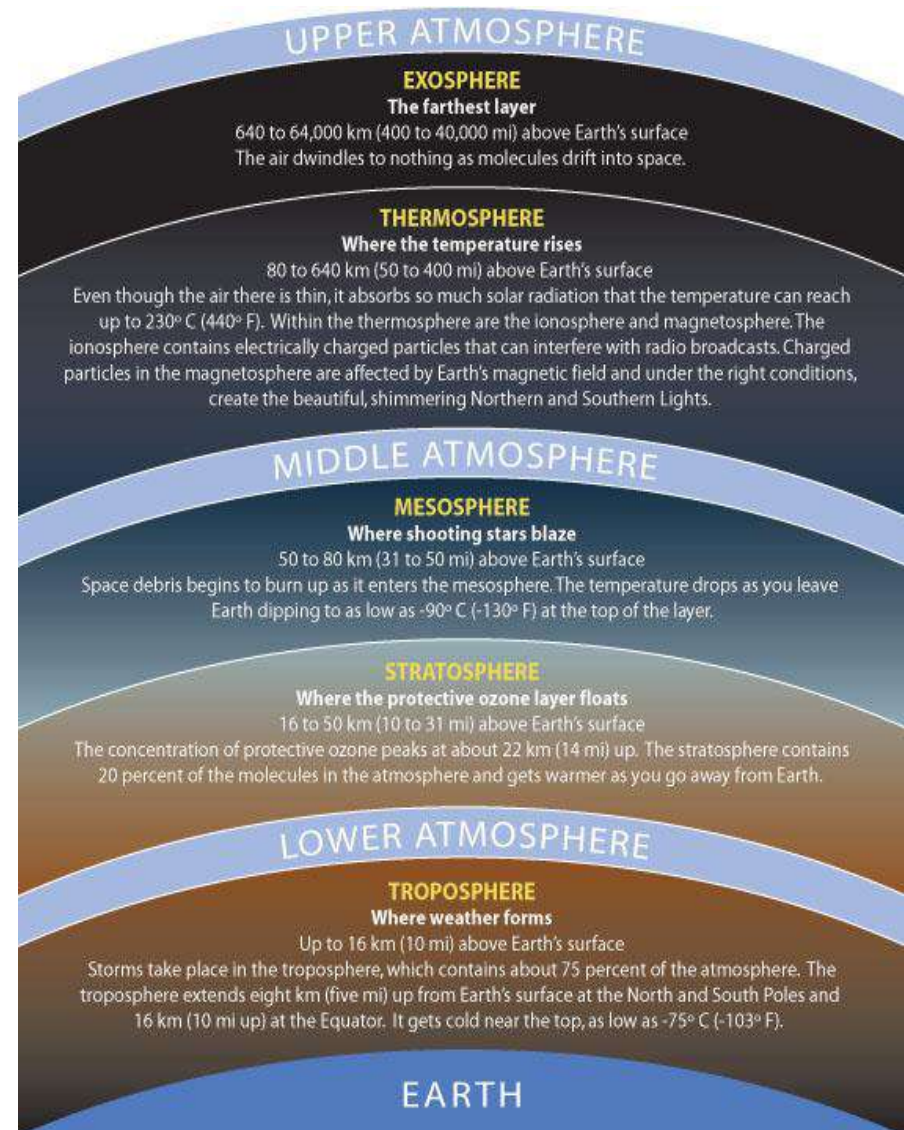 UPPER ATMOSPHERE
EXOSPHERE
The farthest layer
640 to 64,000 km (400 to 40,000 mi) above Earth's surface
The air dwindles to nothing as molecules drift into space.
THERMOSPHERE
Where the temperature rises
80 to 640 km (50 to 400 mi) above Earth's surface
Even though the air there is thin, it absorbs so much solar radiation that the temperature can reach
up to 230º C (440º F). Within the thermosphere are the ionosphere and magnetosphere. The
ionosphere contains electrically charged particles that can interfere with radio broadcasts. Charged
particles in the magnetosphere are affected by Earth's magnetic field and under the right conditions,
create the beautiful, shimmering Northern and Southern Lights.
MIDDLE ATMOSPHERE
MESOSPHERE
Where shooting stars blaze
50 to 80 km (31 to 50 mi) above Earth's surface
Space debris begins to burn up as it enters the mesosphere. The temperature drops as you leave
Earth dipping to as low as -90º C (-130º F) at the top of the layer.
STRATOSPHERE
Where the protective ozone layer floats
16 to 50 km (10 to 31 mi) above Earth's surface
The concentration of protective ozone peaks at about 22 km (14 mi) up. The stratosphere contains
20 percent of the molecules in the atmosphere and gets warmer as you go away from Earth.
LOWER ATMOSPHERE
TROPOSPHERE
Where weather forms
Up to 16 km (10 mi) above Earth's surface
Storms take place in the troposphere, which contains about 75 percent of the atmosphere. The
troposphere extends eight km (five mi) up from Earth's surface at the North and South Poles and
16 km (10 mi up) at the Equator. It gets cold near the top, as low as -75º C (-103º F).
EARTH